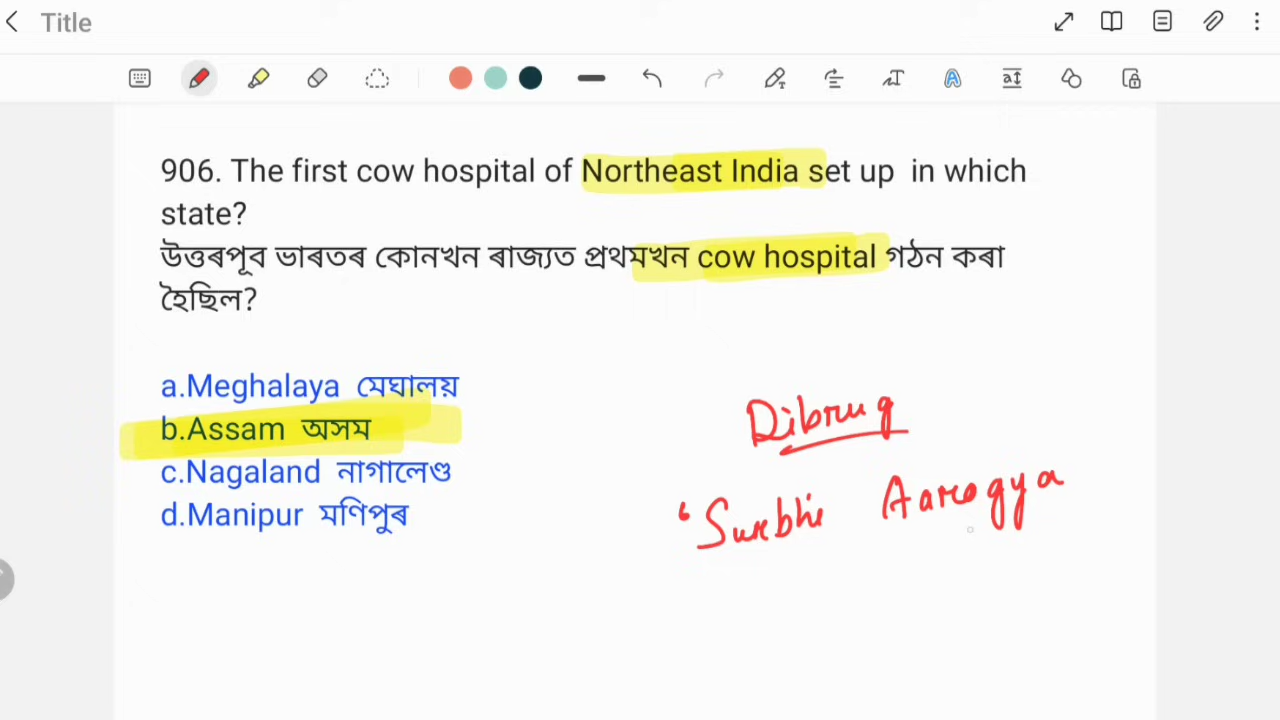 Title
906. The first cow hospital of Northeast India set up in which
state?
উত্তৰপূব ভাৰতৰ কোনখন ৰাজ্যত প্ৰথমখন cow hospital গঠন কৰা
হৈছিল?
a.Meghalaya মেঘালয়
b.Assam অসম
c.Nagaland নাগালেণ্ড
d.Manipur মণিপুৰ
Dibrug
‘Surbhi Aarogya